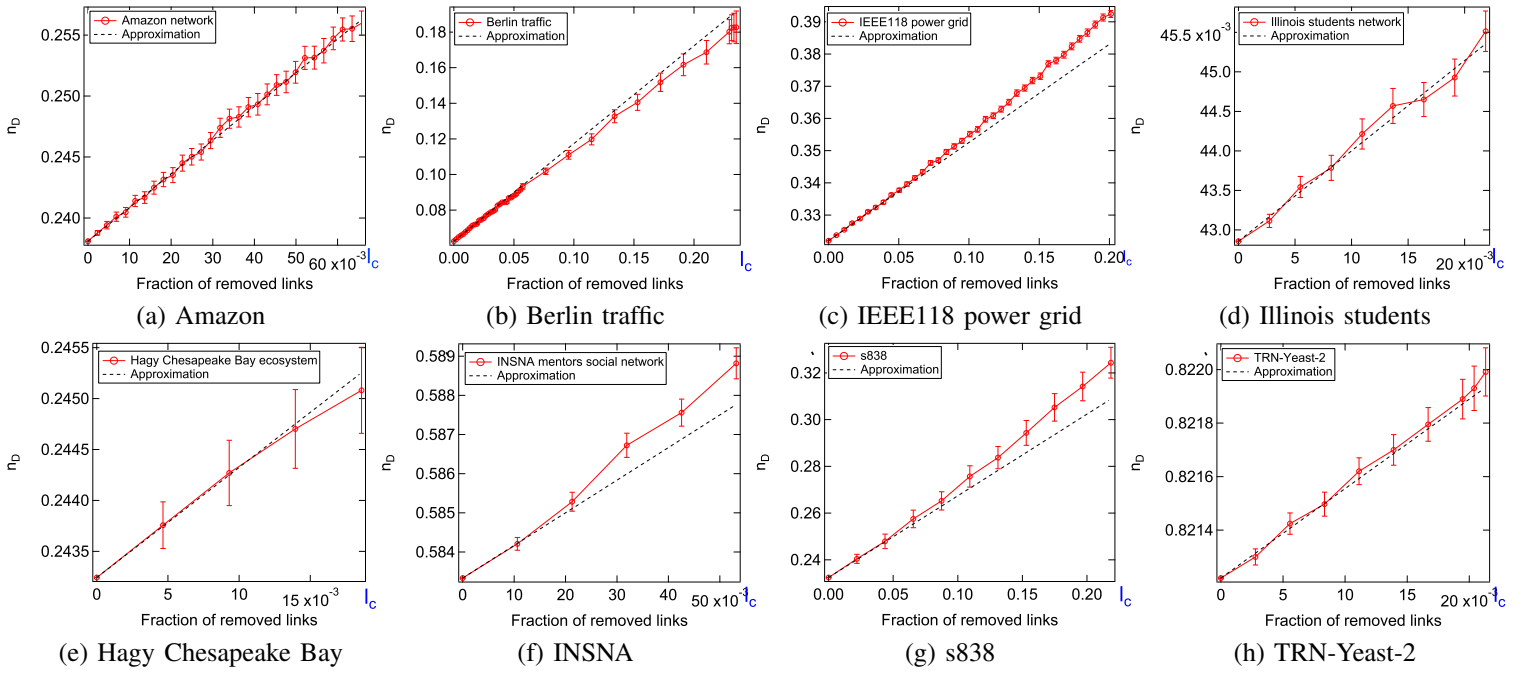 Amazon network
Approximation
n_D
0.255
0.250
0.245
0.240
0
10
20
30
40
50
60 x10⁻³
l_c
Fraction of removed links
(a) Amazon
Berlin traffic
Approximation
n_D
0.18
0.16
0.14
0.12
0.10
0.08
0.00
0.05
0.10
0.15
0.20
l_c
Fraction of removed links
(b) Berlin traffic
IEEE118 power grid
Approximation
n_D
0.39
0.38
0.37
0.36
0.35
0.34
0.33
0.00
0.05
0.10
0.15
0.20
l_c
Fraction of removed links
(c) IEEE118 power grid
Illinois students network
Approximation
n_D
45.5 x10⁻³
45.0
44.5
44.0
43.5
43.0
0
5
10
15
20 x10⁻³
l_c
Fraction of removed links
(d) Illinois students
Hagy Chesapeake Bay ecosystem
Approximation
n_D
0.2455
0.2450
0.2445
0.2440
0.2435
0
5
10
15 x10⁻³
l_c
Fraction of removed links
(e) Hagy Chesapeake Bay
INSNA mentors social network
Approximation
n_D
0.589
0.588
0.587
0.586
0.585
0.584
0
10
20
30
40
50 x10⁻³
l_c
Fraction of removed links
(f) INSNA
s838
Approximation
n_D
0.32
0.30
0.28
0.26
0.24
0.00
0.05
0.10
0.15
0.20
l_c
Fraction of removed links
(g) s838
TRN-Yeast-2
Approximation
n_D
0.8220
0.8218
0.8216
0.8214
0
5
10
15
20 x10⁻³
l_c
Fraction of removed links
(h) TRN-Yeast-2